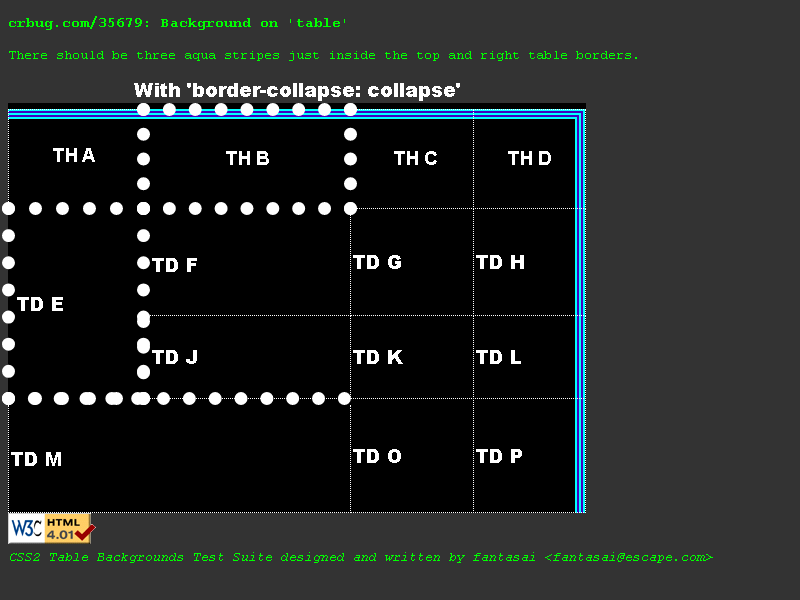 crbug.com/35679: Background on 'table'
There should be three aqua stripes just inside the top and right table borders.
With 'border-collapse: collapse'
TH A TH B TH C TH D
TD F TD G TD H
TD E
TD J TD K TD L
TD M TD O TD P
W3C HTML 4.01
CSS2 Table Backgrounds Test Suite designed and written by fantasai <fantasai@escape.com>